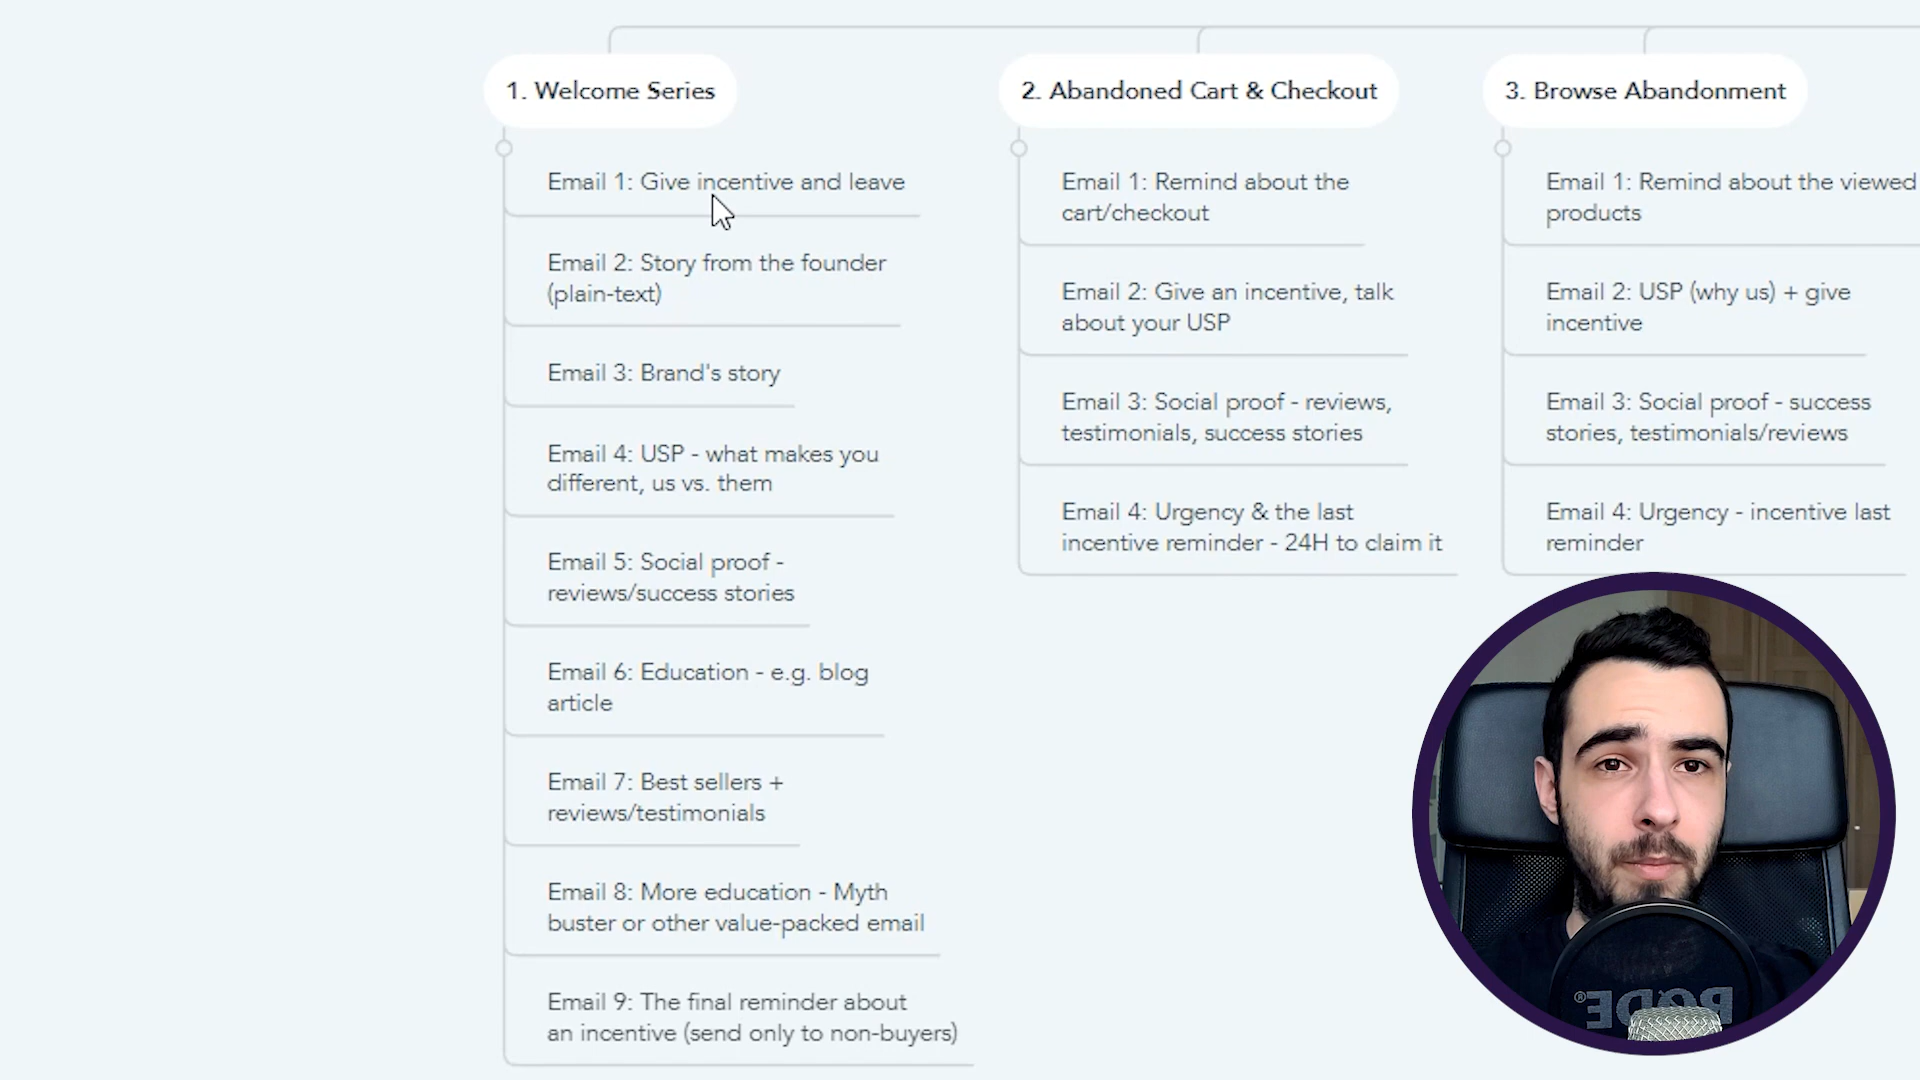 1. Welcome Series
Email 1: Give incentive and leave
Email 2: Story from the founder
(plain-text)
Email 3: Brand's story
Email 4: USP - what makes you
different, us vs. them
Email 5: Social proof -
reviews/success stories
Email 6: Education - e.g. blog
article
Email 7: Best sellers +
reviews/testimonials
Email 8: More education - Myth
buster or other value-packed email
Email 9: The final reminder about
an incentive (send only to non-buyers)
2. Abandoned Cart & Checkout
Email 1: Remind about the
cart/checkout
Email 2: Give an incentive, talk
about your USP
Email 3: Social proof - reviews,
testimonials, success stories
Email 4: Urgency & the last
incentive reminder - 24H to claim it
3. Browse Abandonment
Email 1: Remind about the viewed
products
Email 2: USP (why us) + give
incentive
Email 3: Social proof - success
stories, testimonials/reviews
Email 4: Urgency - incentive last
reminder
RØDE®